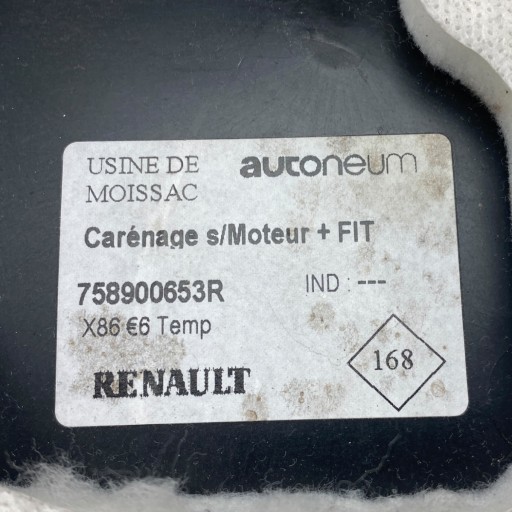 USINE DE autoneum
MOISSAC
Carénage s/Moteur + FIT
758900653R IND : ---
X86 €6 Temp
RENAULT 168